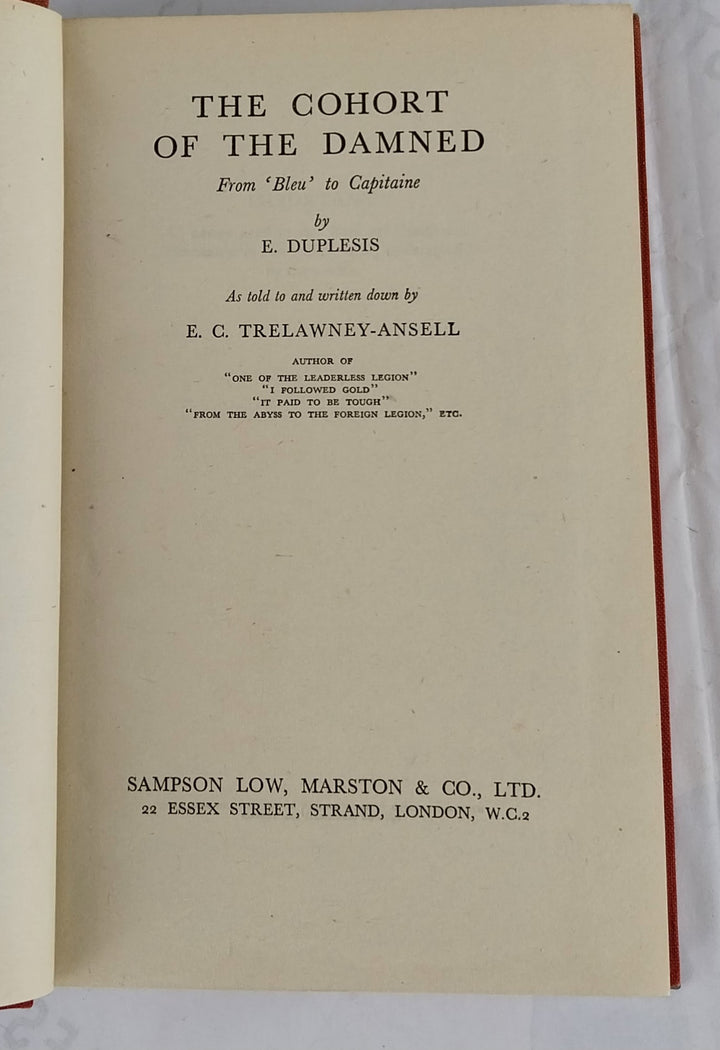 THE COHORT
OF THE DAMNED
From ‘Bleu’ to Capitaine
by
E. DUPLESIS
As told to and written down by
E. C. TRELAWNEY-ANSELL
AUTHOR OF
“ONE OF THE LEADERLESS LEGION”
“I FOLLOWED GOLD”
“IT PAID TO BE TOUGH”
“FROM THE ABYSS TO THE FOREIGN LEGION,” ETC.
SAMPSON LOW, MARSTON & CO., LTD.
22 ESSEX STREET, STRAND, LONDON, W.C.2